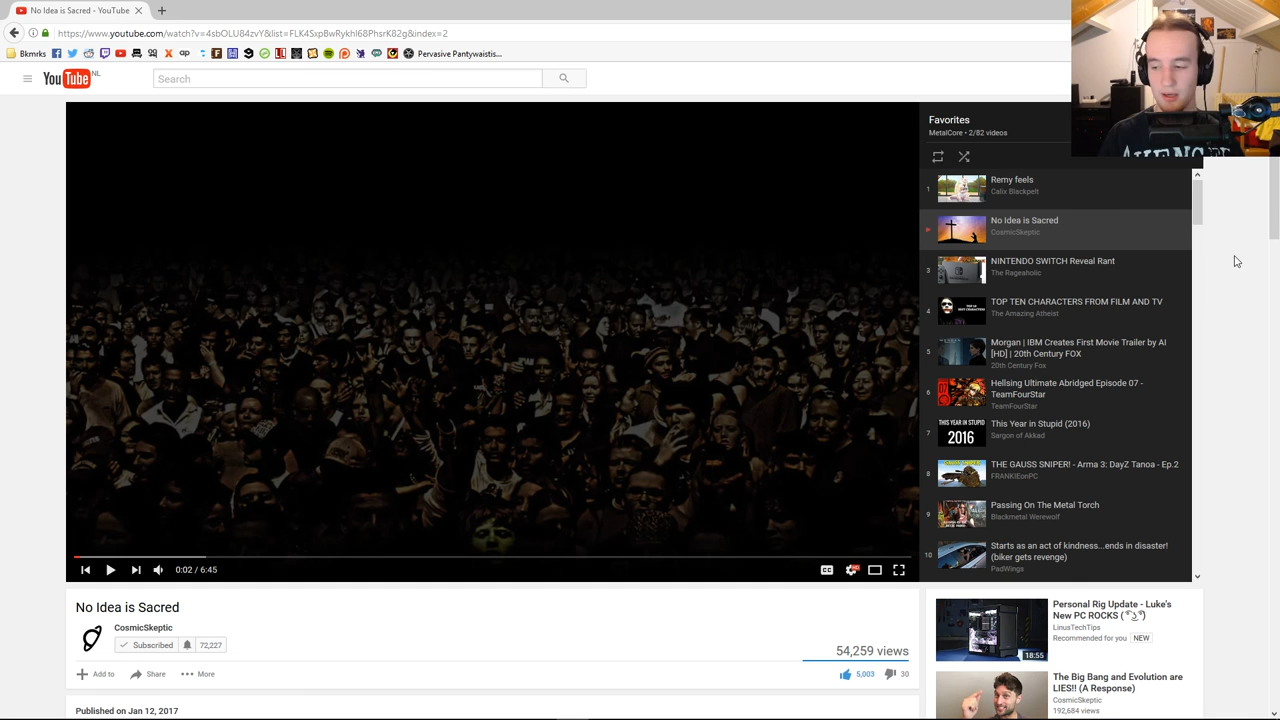 No Idea is Sacred - YouTube
https://www.youtube.com/watch?v=4sbOLU84zvY&list=FLK4SxpBwRykhl68PhsrK82g&index=2
Bkmrks
Pervasive Pantywaistis...
YouTube NL
Search
Favorites
MetalCore • 2/82 videos
1
Remy feels
Calix Blackpelt
No Idea is Sacred
CosmicSkeptic
3
NINTENDO SWITCH Reveal Rant
The Rageaholic
4
TOP TEN CHARACTERS FROM FILM AND TV
The Amazing Atheist
5
Morgan | IBM Creates First Movie Trailer by AI
[HD] | 20th Century FOX
20th Century Fox
6
Hellsing Ultimate Abridged Episode 07 -
TeamFourStar
TeamFourStar
7
THIS YEAR IN STUPID
2016
This Year in Stupid (2016)
Sargon of Akkad
8
THE GAUSS SNIPER! - Arma 3: DayZ Tanoa - Ep.2
FRANKIEonPC
9
Passing On The Metal Torch
Blackmetal Werewolf
10
Starts as an act of kindness...ends in disaster!
(biker gets revenge)
PadWings
0:02 / 6:45
CC
HD
No Idea is Sacred
CosmicSkeptic
Subscribed
72,227
54,259 views
Add to
Share
More
5,003
30
Published on Jan 12, 2017
Personal Rig Update - Luke's
New PC ROCKS ( ͡° ͜ʖ ͡°)
LinusTechTips
Recommended for you NEW
18:55
The Big Bang and Evolution are
LIES!! (A Response)
CosmicSkeptic
192,684 views